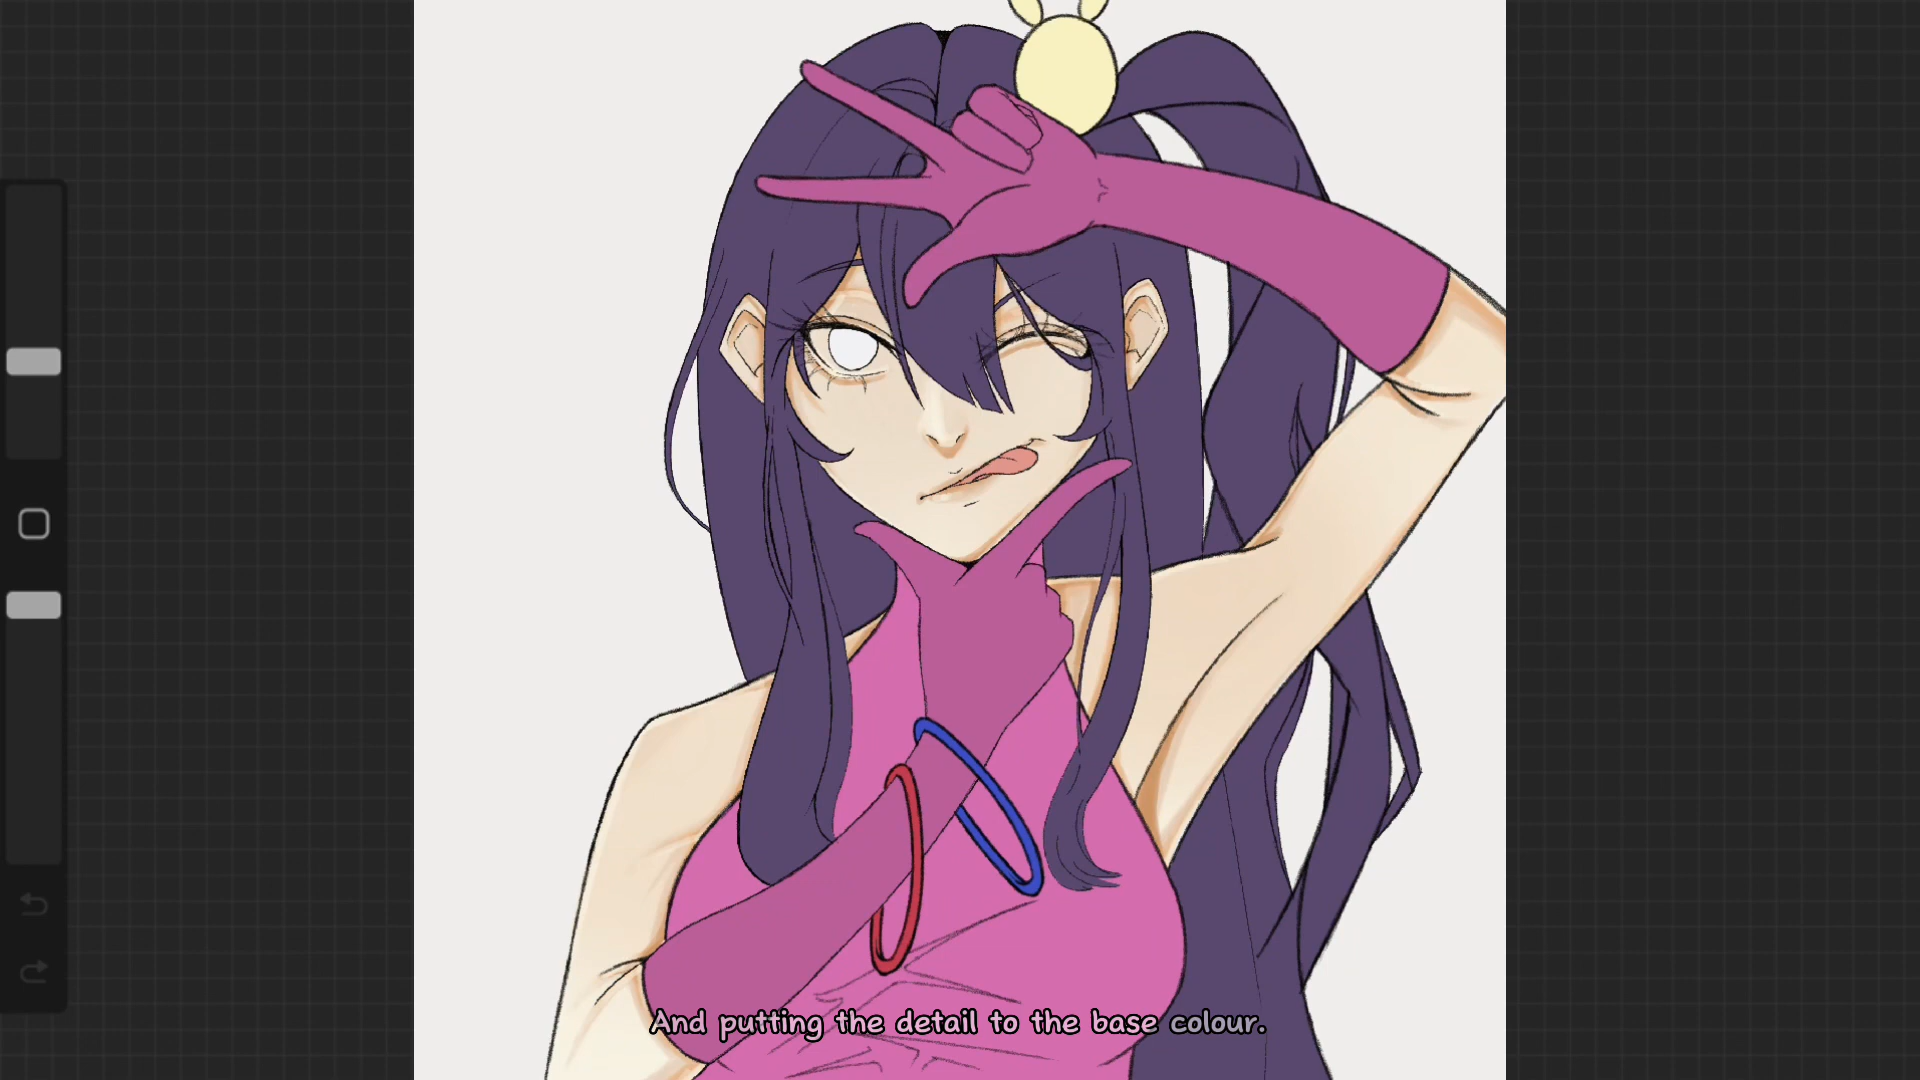 And putting the detail to the base colour.